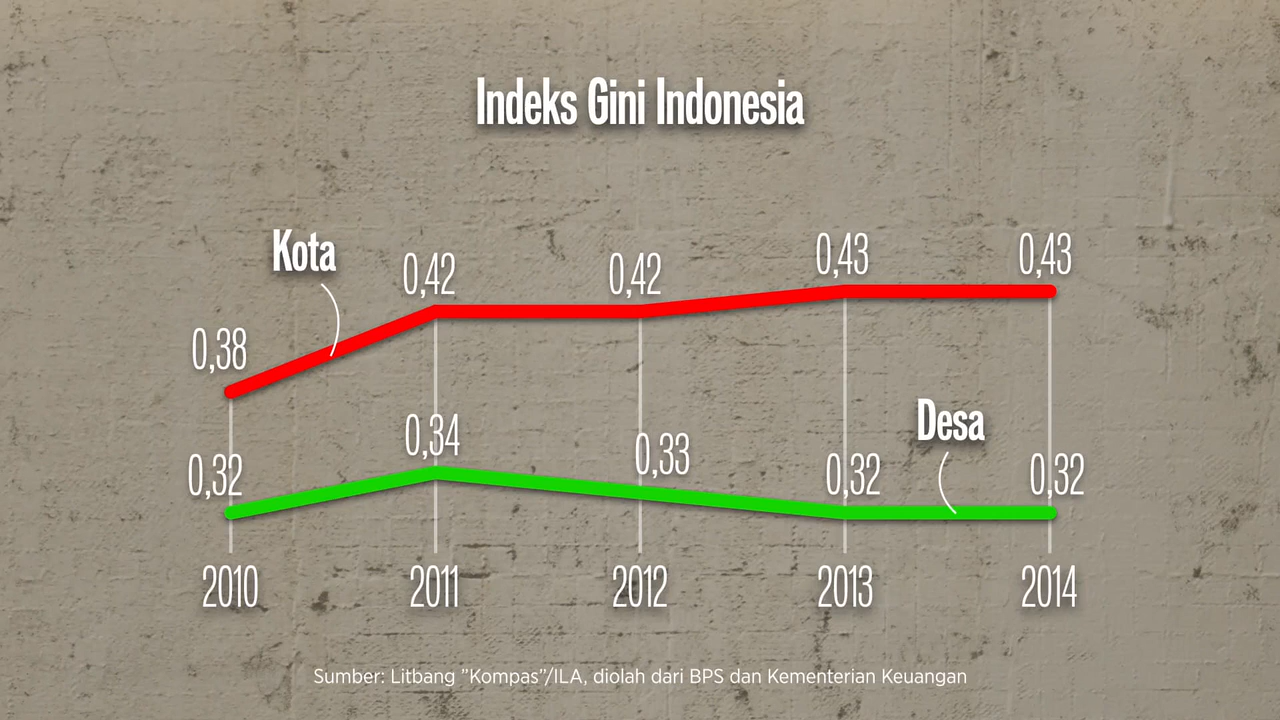 Indeks Gini Indonesia
Kota
0,38 0,42 0,42 0,43 0,43
Desa
0,32 0,34 0,33 0,32 0,32
2010 2011 2012 2013 2014
Sumber: Litbang ”Kompas”/ILA, diolah dari BPS dan Kementerian Keuangan